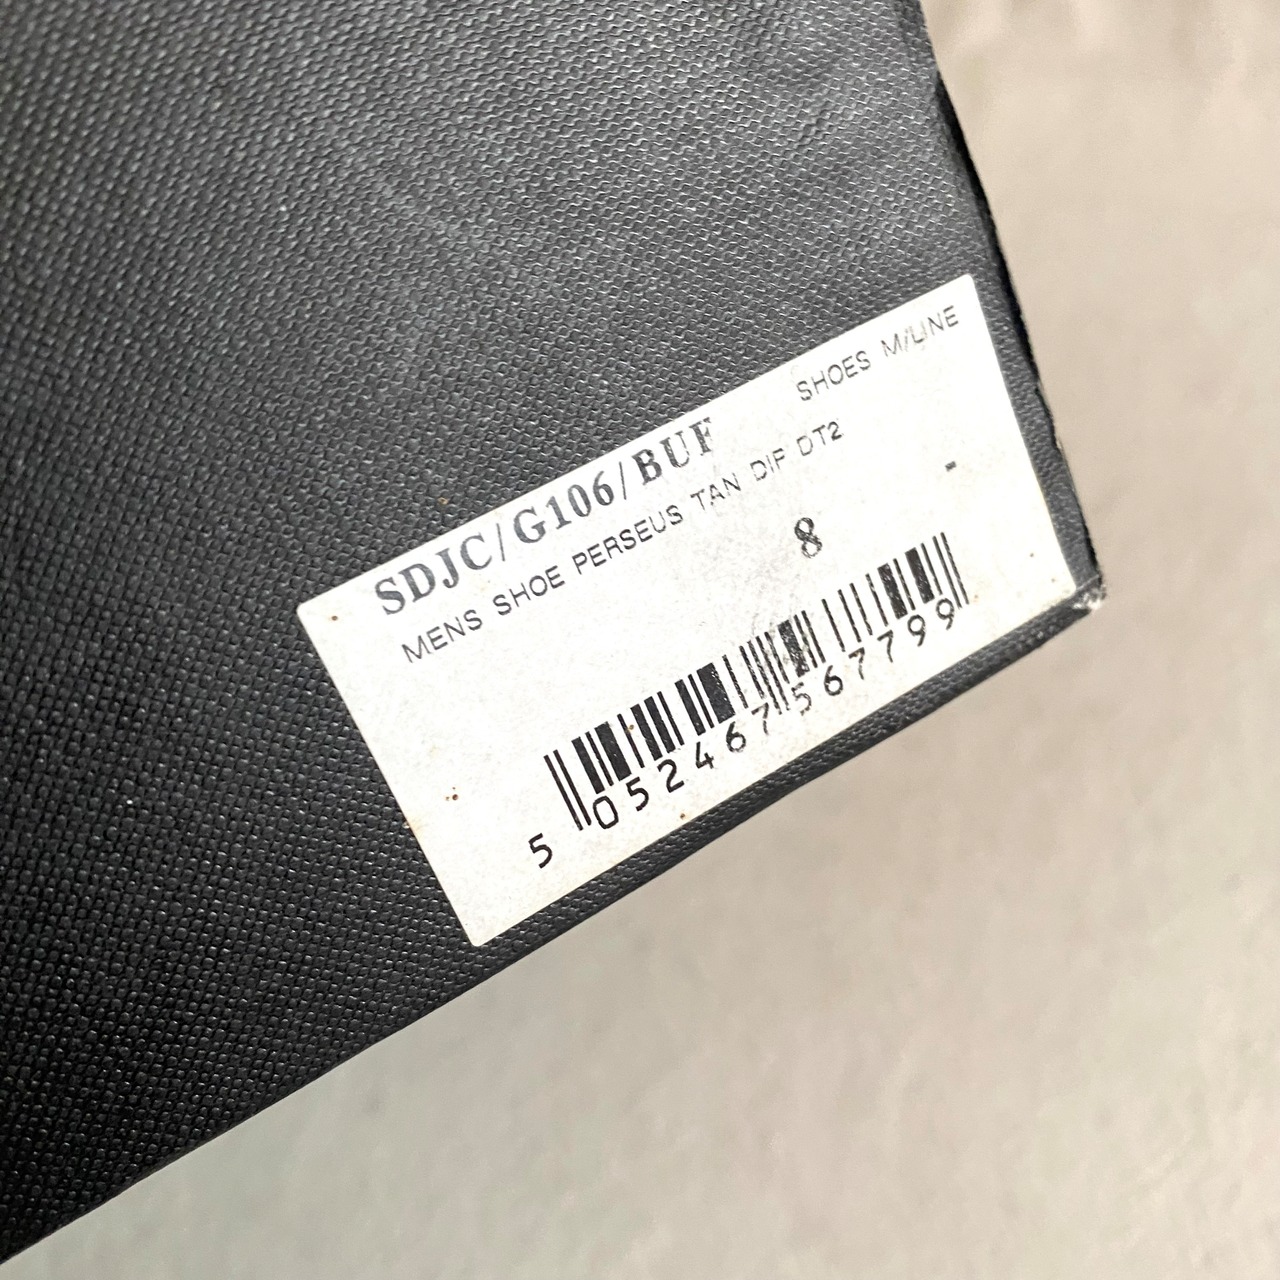 SHOES M/LINE
SDJC/G106/BUF
MENS SHOE PERSEUS TAN DIF DT2
8 -
5 052467 567799